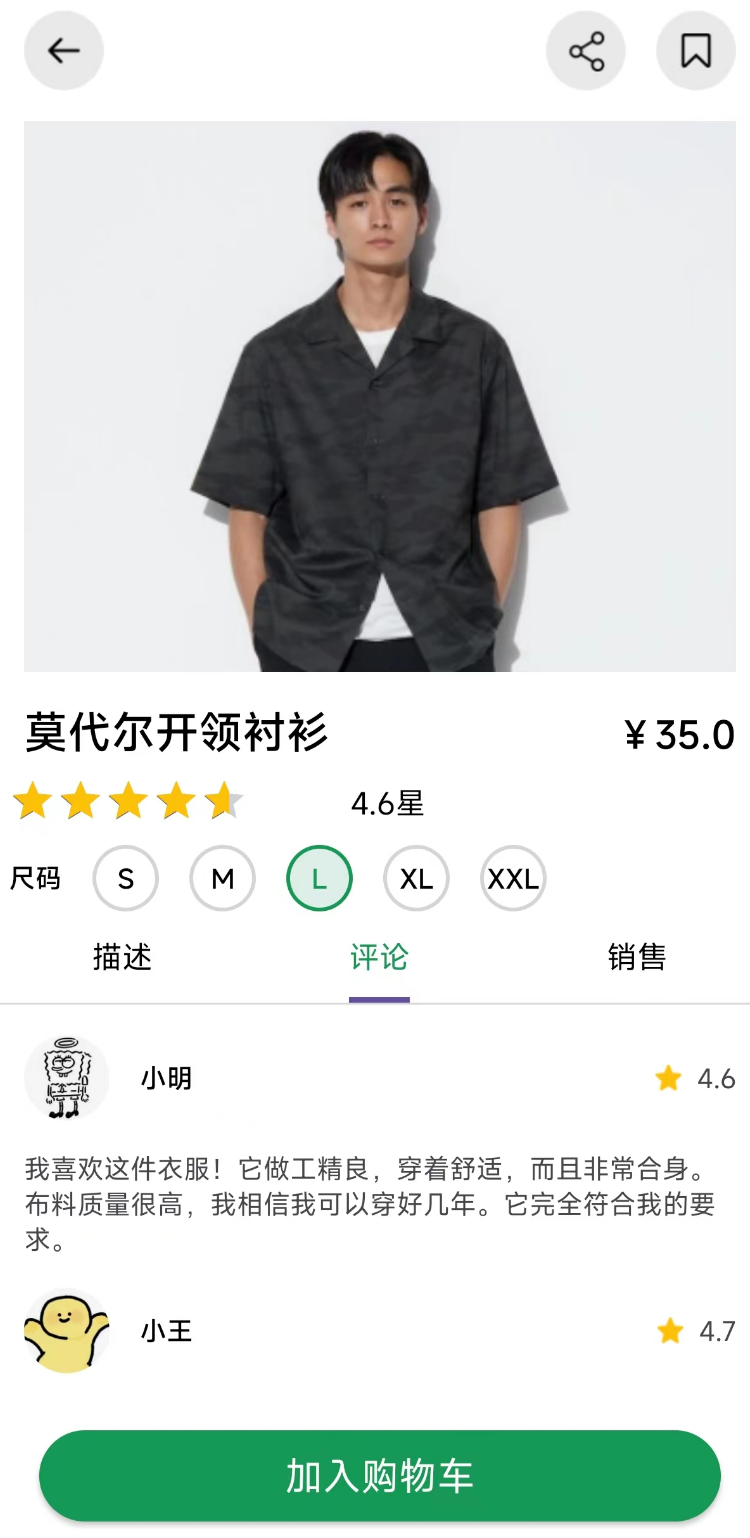 莫代尔开领衬衫 ¥ 35.0
4.6星
尺码 S M L XL XXL
描述 评论 销售
小明 4.6
我喜欢这件衣服！它做工精良，穿着舒适，而且非常合身。
布料质量很高，我相信我可以穿好几年。它完全符合我的要
求。
小王 4.7
加入购物车